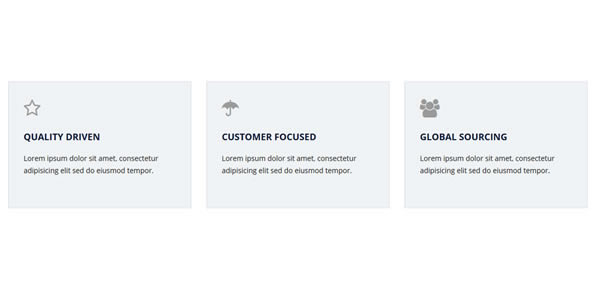 QUALITY DRIVEN
Lorem ipsum dolor sit amet, consectetur
adipisicing elit sed do eiusmod tempor.
CUSTOMER FOCUSED
Lorem ipsum dolor sit amet, consectetur
adipisicing elit sed do eiusmod tempor.
GLOBAL SOURCING
Lorem ipsum dolor sit amet, consectetur
adipisicing elit sed do eiusmod tempor.